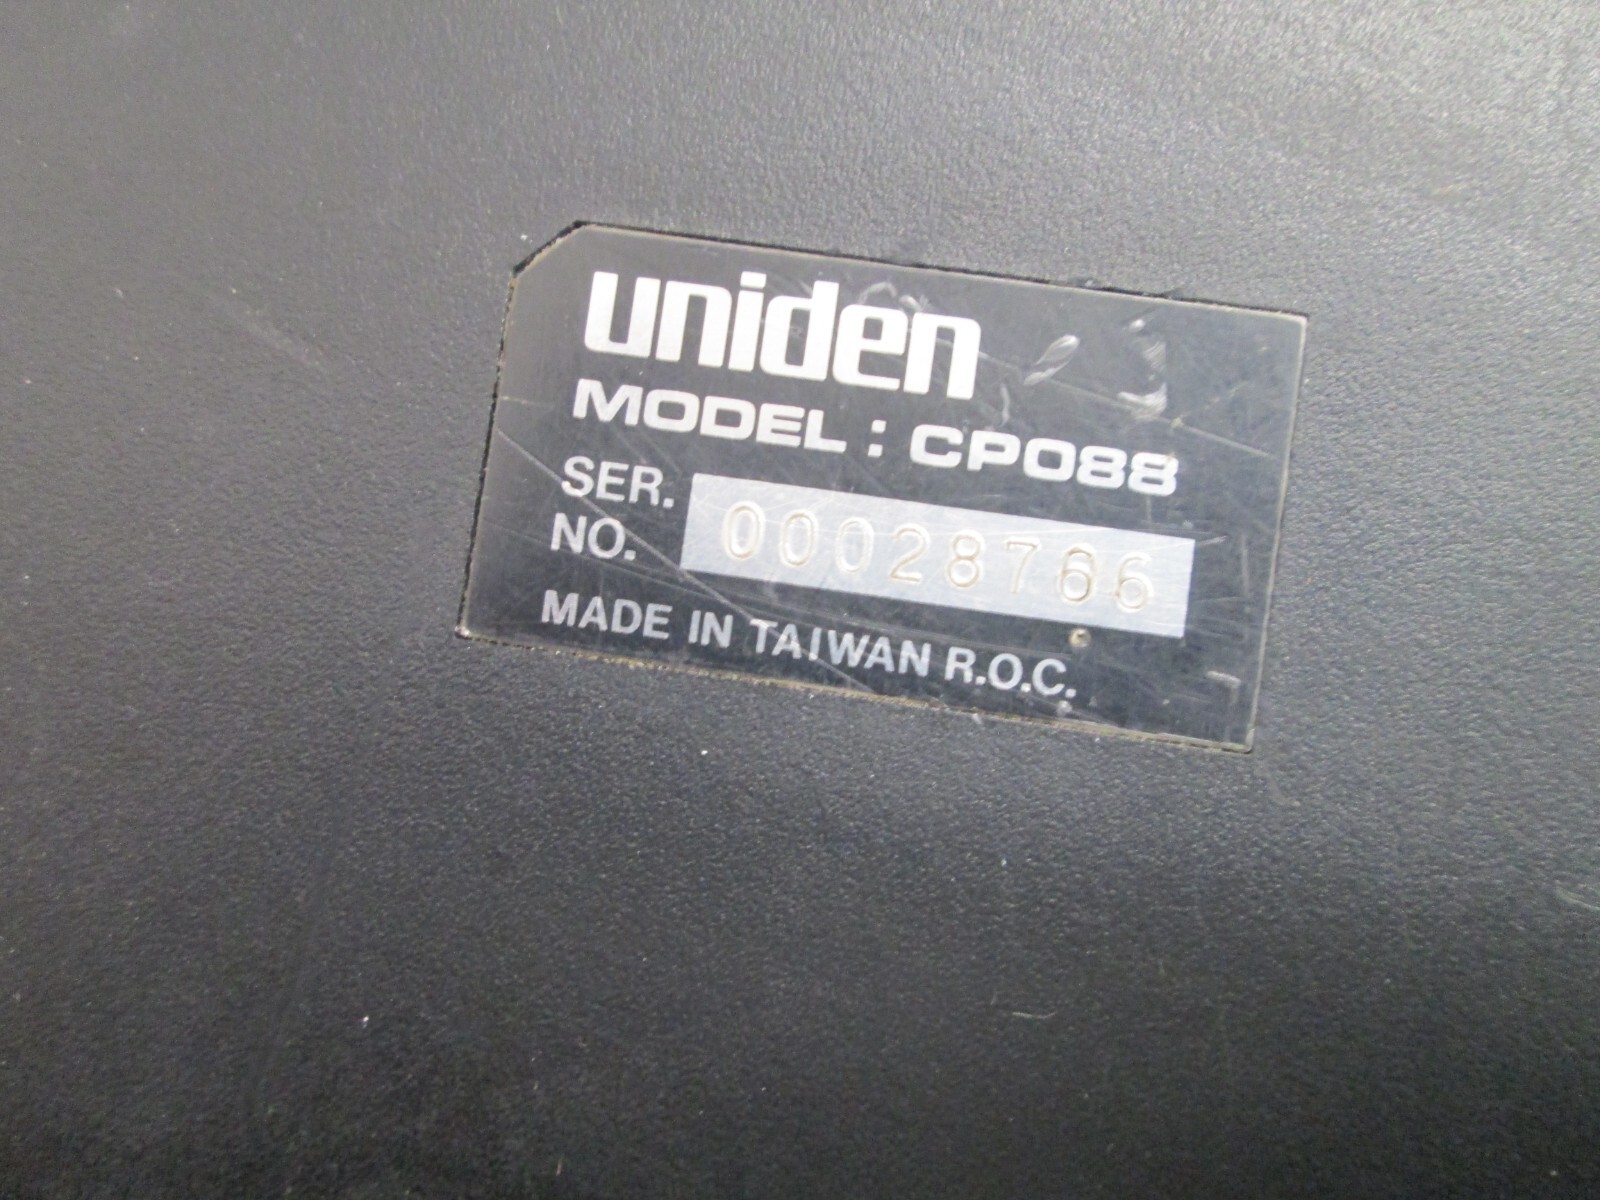 uniden
MODEL : CP088
SER. NO. 00028766
MADE IN TAIWAN R.O.C.